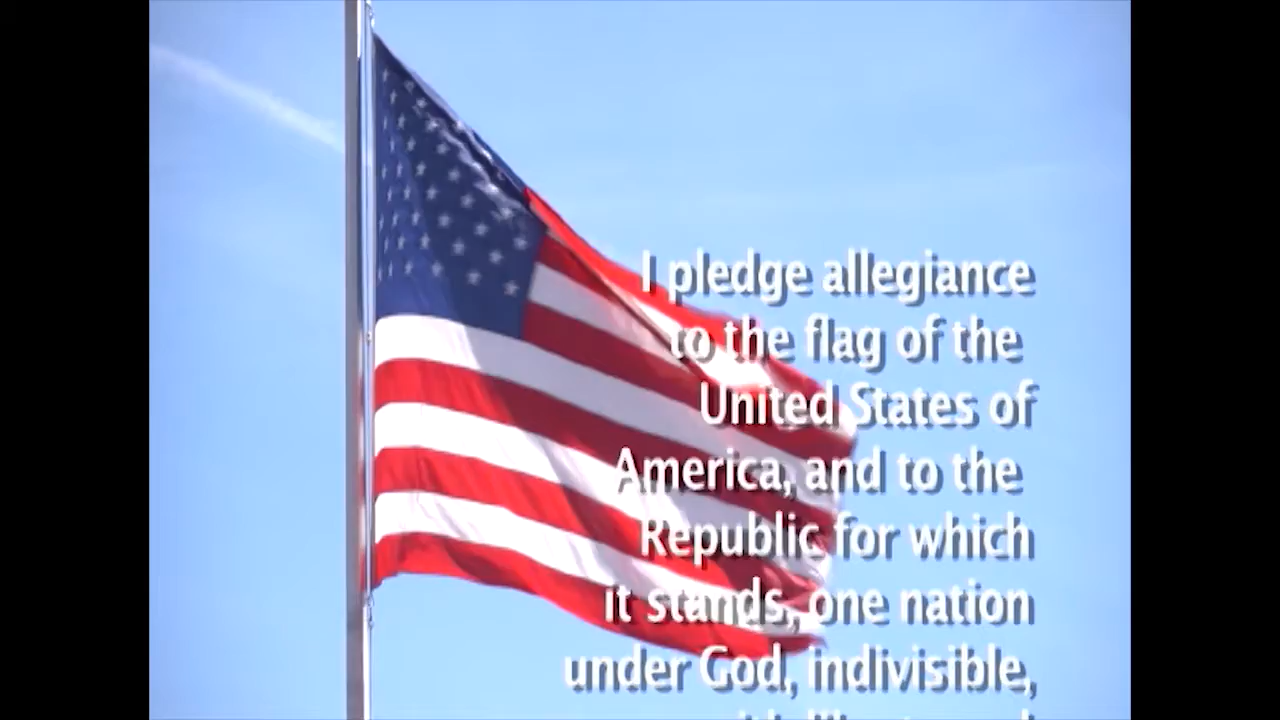 I pledge allegiance
to the flag of the
United States of
America, and to the
Republic for which
it stands, one nation
under God, indivisible,